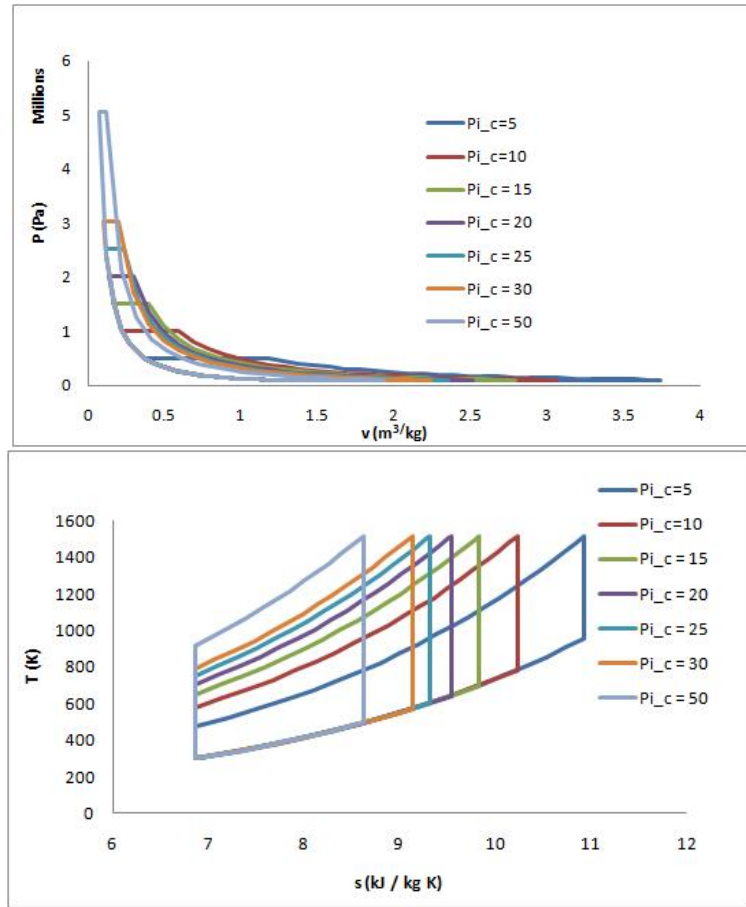 Millions
P (Pa)
6
5
4
3
2
1
0
0
0.5
1
1.5
2
2.5
3
3.5
4
v (m³/kg)
Pi_c=5
Pi_c=10
Pi_c = 15
Pi_c = 20
Pi_c = 25
Pi_c = 30
Pi_c = 50
T (K)
1600
1400
1200
1000
800
600
400
200
0
6
7
8
9
10
11
12
s (kJ / kg K)
Pi_c=5
Pi_c=10
Pi_c = 15
Pi_c = 20
Pi_c = 25
Pi_c = 30
Pi_c = 50